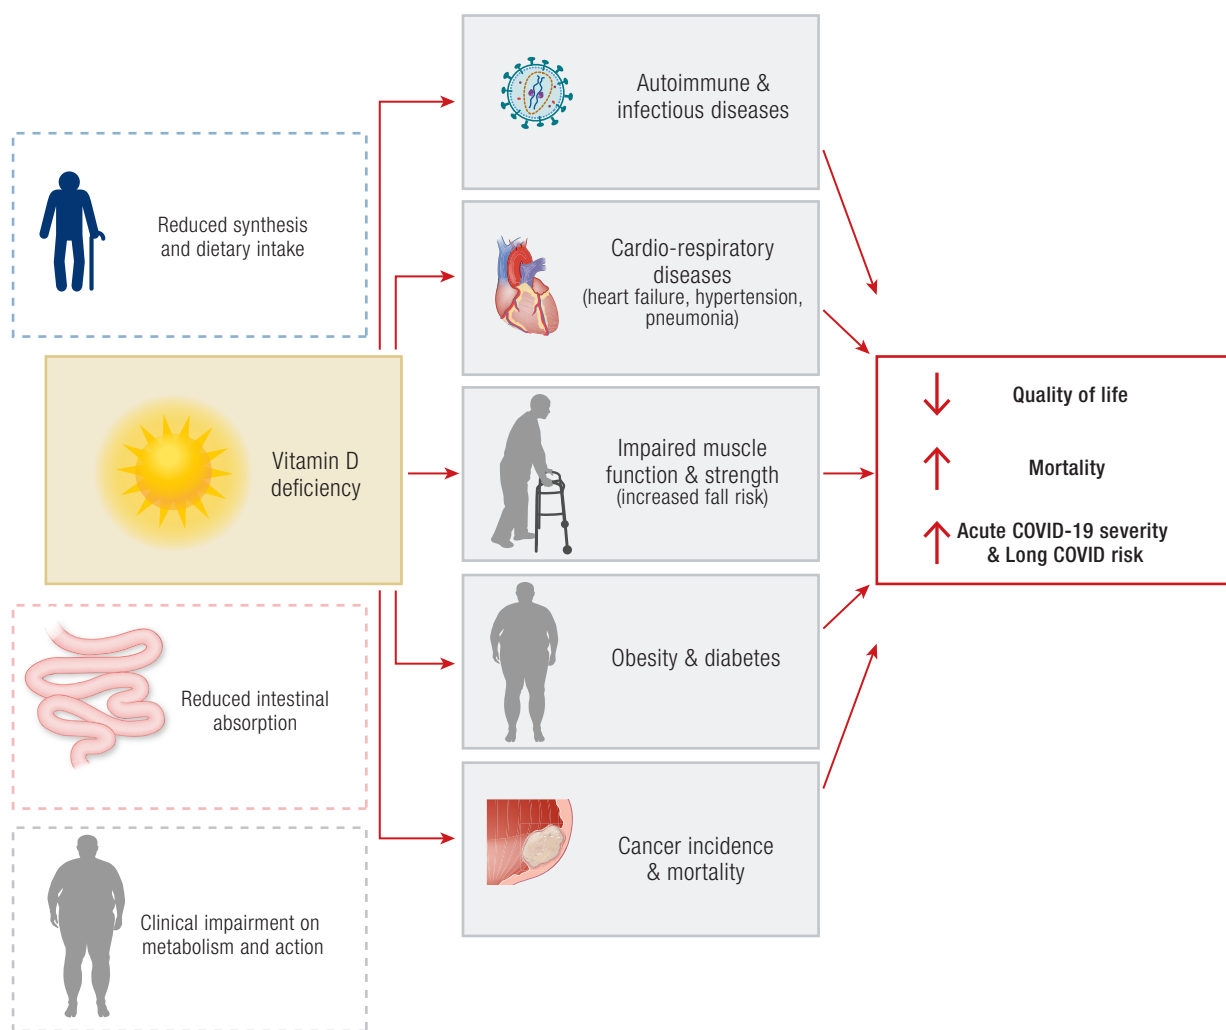 Reduced synthesis
and dietary intake
Vitamin D
deficiency
Reduced intestinal
absorption
Clinical impairment on
metabolism and action
Autoimmune &
infectious diseases
Cardio-respiratory
diseases
(heart failure, hypertension,
pneumonia)
Impaired muscle
function & strength
(increased fall risk)
Obesity & diabetes
Cancer incidence
& mortality
Quality of life
Mortality
Acute COVID-19 severity
& Long COVID risk